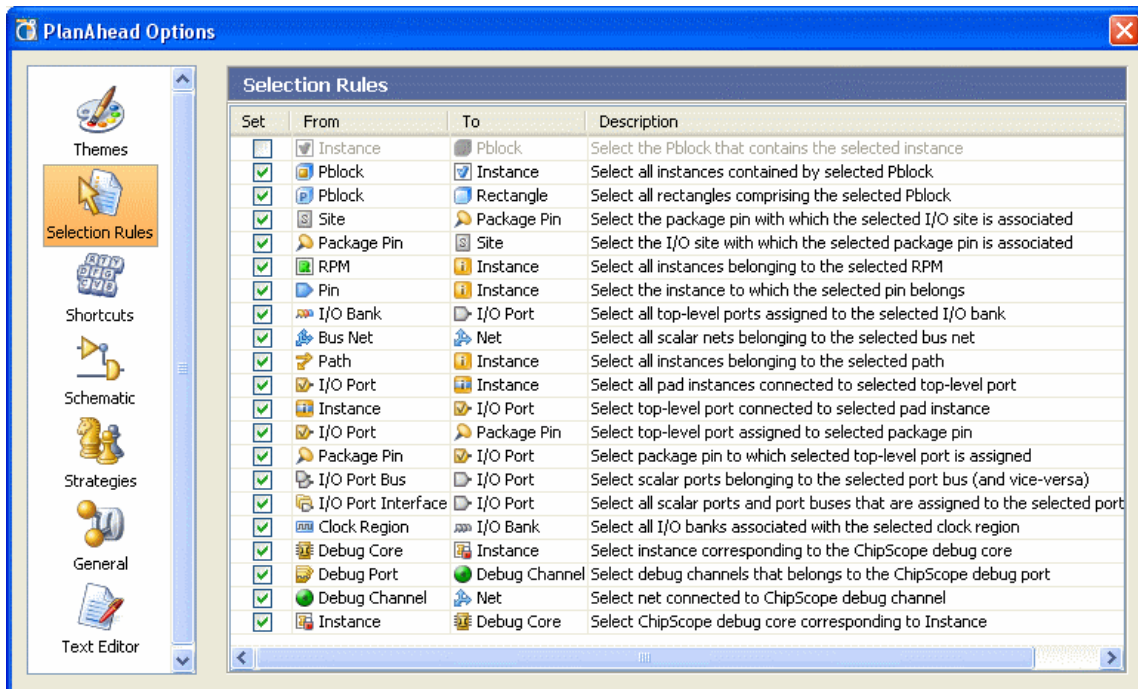 PlanAhead Options
Themes
Selection Rules
Shortcuts
Schematic
Strategies
General
Text Editor
Selection Rules
Set From To Description
Instance Pblock Select the Pblock that contains the selected instance
Pblock Instance Select all instances contained by selected Pblock
Pblock Rectangle Select all rectangles comprising the selected Pblock
Site Package Pin Select the package pin with which the selected I/O site is associated
Package Pin Site Select the I/O site with which the selected package pin is associated
RPM Instance Select all instances belonging to the selected RPM
Pin Instance Select the instance to which the selected pin belongs
I/O Bank I/O Port Select all top-level ports assigned to the selected I/O bank
Bus Net Net Select all scalar nets belonging to the selected bus net
Path Instance Select all instances belonging to the selected path
I/O Port Instance Select all pad instances connected to selected top-level port
Instance I/O Port Select top-level port connected to selected pad instance
I/O Port Package Pin Select top-level port assigned to selected package pin
Package Pin I/O Port Select package pin to which selected top-level port is assigned
I/O Port Bus I/O Port Select scalar ports belonging to the selected port bus (and vice-versa)
I/O Port Interface I/O Port Select all scalar ports and port buses that are assigned to the selected port
Clock Region I/O Bank Select all I/O banks associated with the selected clock region
Debug Core Instance Select instance corresponding to the ChipScope debug core
Debug Port Debug Channel Select debug channels that belongs to the ChipScope debug port
Debug Channel Net Select net connected to ChipScope debug channel
Instance Debug Core Select ChipScope debug core corresponding to Instance